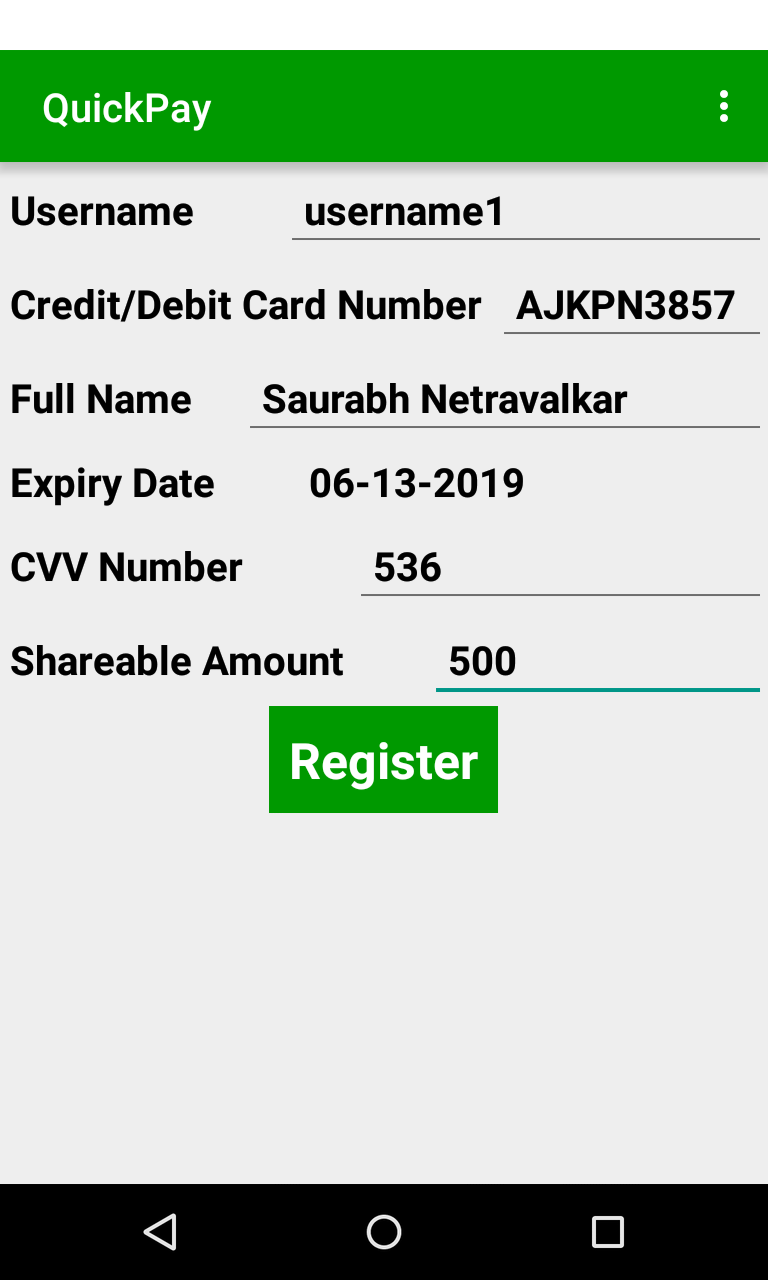 QuickPay
Username username1
Credit/Debit Card Number AJKPN3857
Full Name Saurabh Netravalkar
Expiry Date 06-13-2019
CVV Number 536
Shareable Amount 500
Register